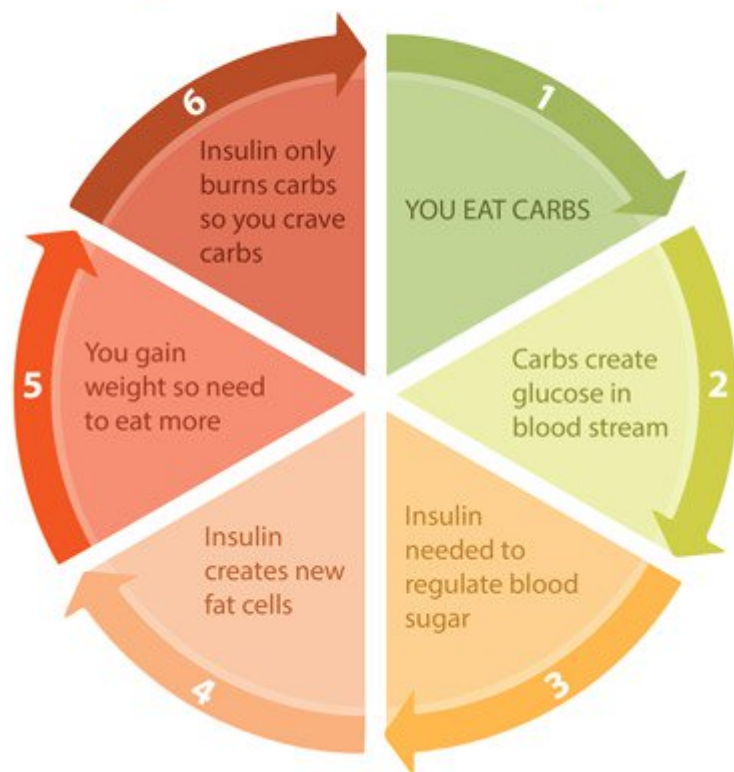 1
YOU EAT CARBS
2
Carbs create
glucose in
blood stream
3
Insulin
needed to
regulate blood
sugar
4
Insulin
creates new
fat cells
5
You gain
weight so need
to eat more
6
Insulin only
burns carbs
so you crave
carbs